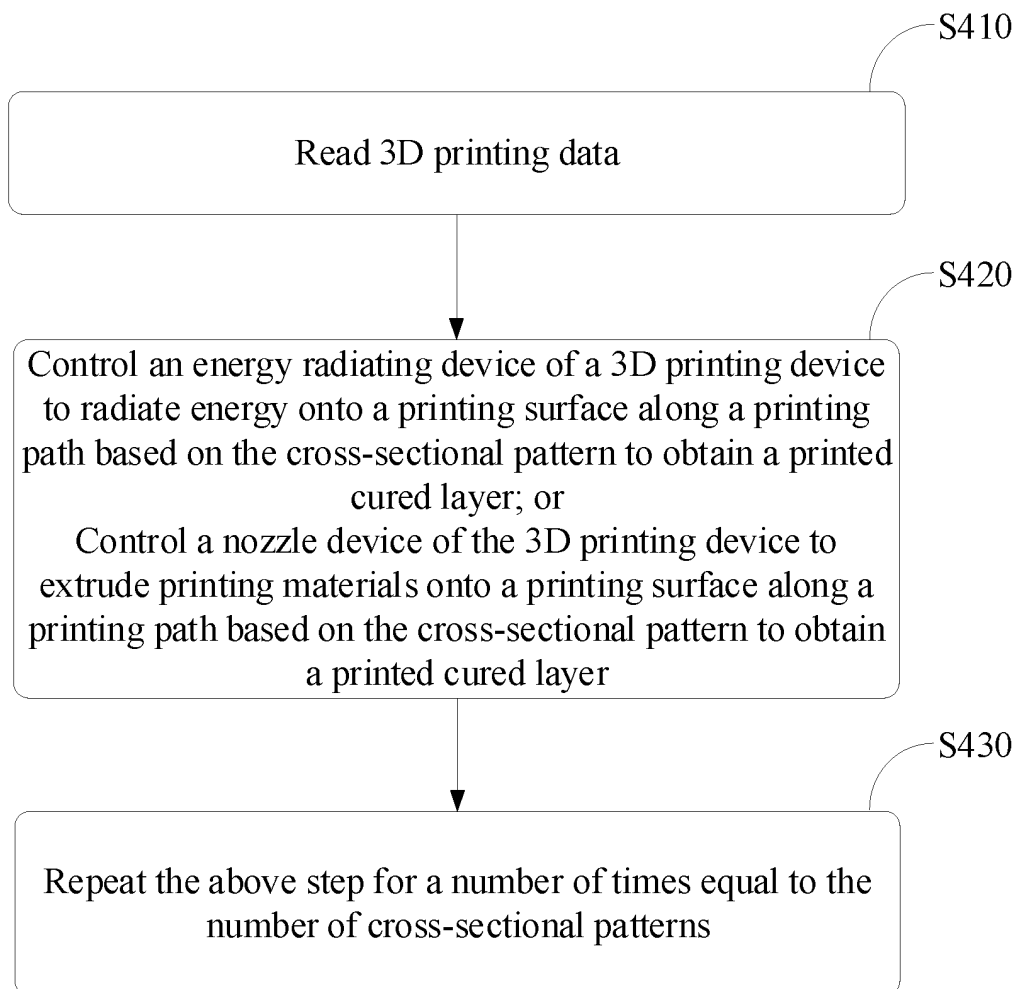 S410
Read 3D printing data
S420
Control an energy radiating device of a 3D printing device
to radiate energy onto a printing surface along a printing
path based on the cross-sectional pattern to obtain a printed
cured layer; or
Control a nozzle device of the 3D printing device to
extrude printing materials onto a printing surface along a
printing path based on the cross-sectional pattern to obtain
a printed cured layer
S430
Repeat the above step for a number of times equal to the
number of cross-sectional patterns